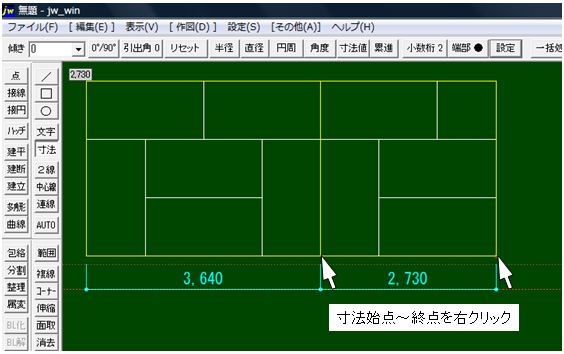 jw 無題 - jw_win
ファイル(F) [ 編集(E) ] 表示(V) [ 作図(D) ] 設定(S) [その他(A)] ヘルプ(H)
傾き 0 0°/90° 引出角 0 リセット 半径 直径 円周 角度 寸法値 累進 小数桁 2 端部 ● 設定 一括処
点 ／
接線 □
接円 ○
ハッチ 文字
建平 寸法
建断 2線
建立 中心線
多角形 連線
曲線 AUTO
包絡 範囲
分割 複線
整理 コーナー
属変 伸縮
BL化 面取
BL解 消去
2,730
3,640
2,730
寸法始点～終点を右クリック